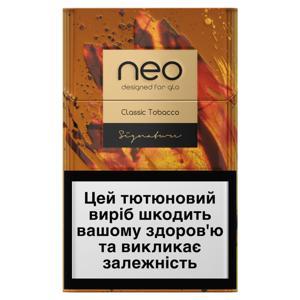 neo
designed for glo
Classic Tobacco
Signature
Цей тютюновий
виріб шкодить
вашому здоров'ю
та викликає
залежність